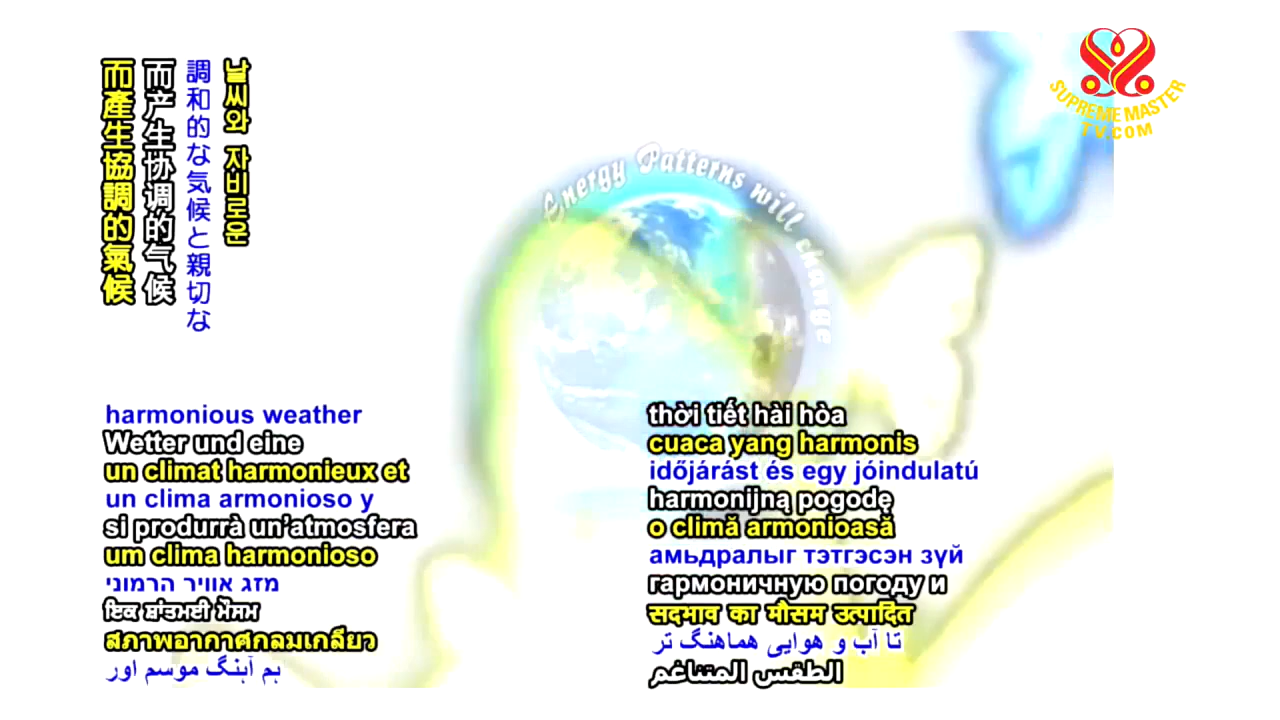 而產生協調的氣候
而产生协调的气候
調和的な気候と親切な
날씨와 자비로운
SUPREME MASTER
TV.COM
Energy Patterns will change
harmonious weather
Wetter und eine
un climat harmonieux et
un clima armonioso y
si produrrà un'atmosfera
um clima harmonioso
מזג אוויר הרמוני
ਇਕ ਸ਼ਾਂਤਮਈ ਮੌਸਮ
สภาพอากาศกลมเกลียว
ہم آہنگ موسم اور
thời tiết hài hòa
cuaca yang harmonis
időjárást és egy jóindulatú
harmonijną pogodę
o climă armonioasă
амьдралыг тэтгэсэн зүй
гармоничную погоду и
सदभाव का मौसम उत्पादित
تا آب و هوایی هماهنگ تر
الطقس المتناغم